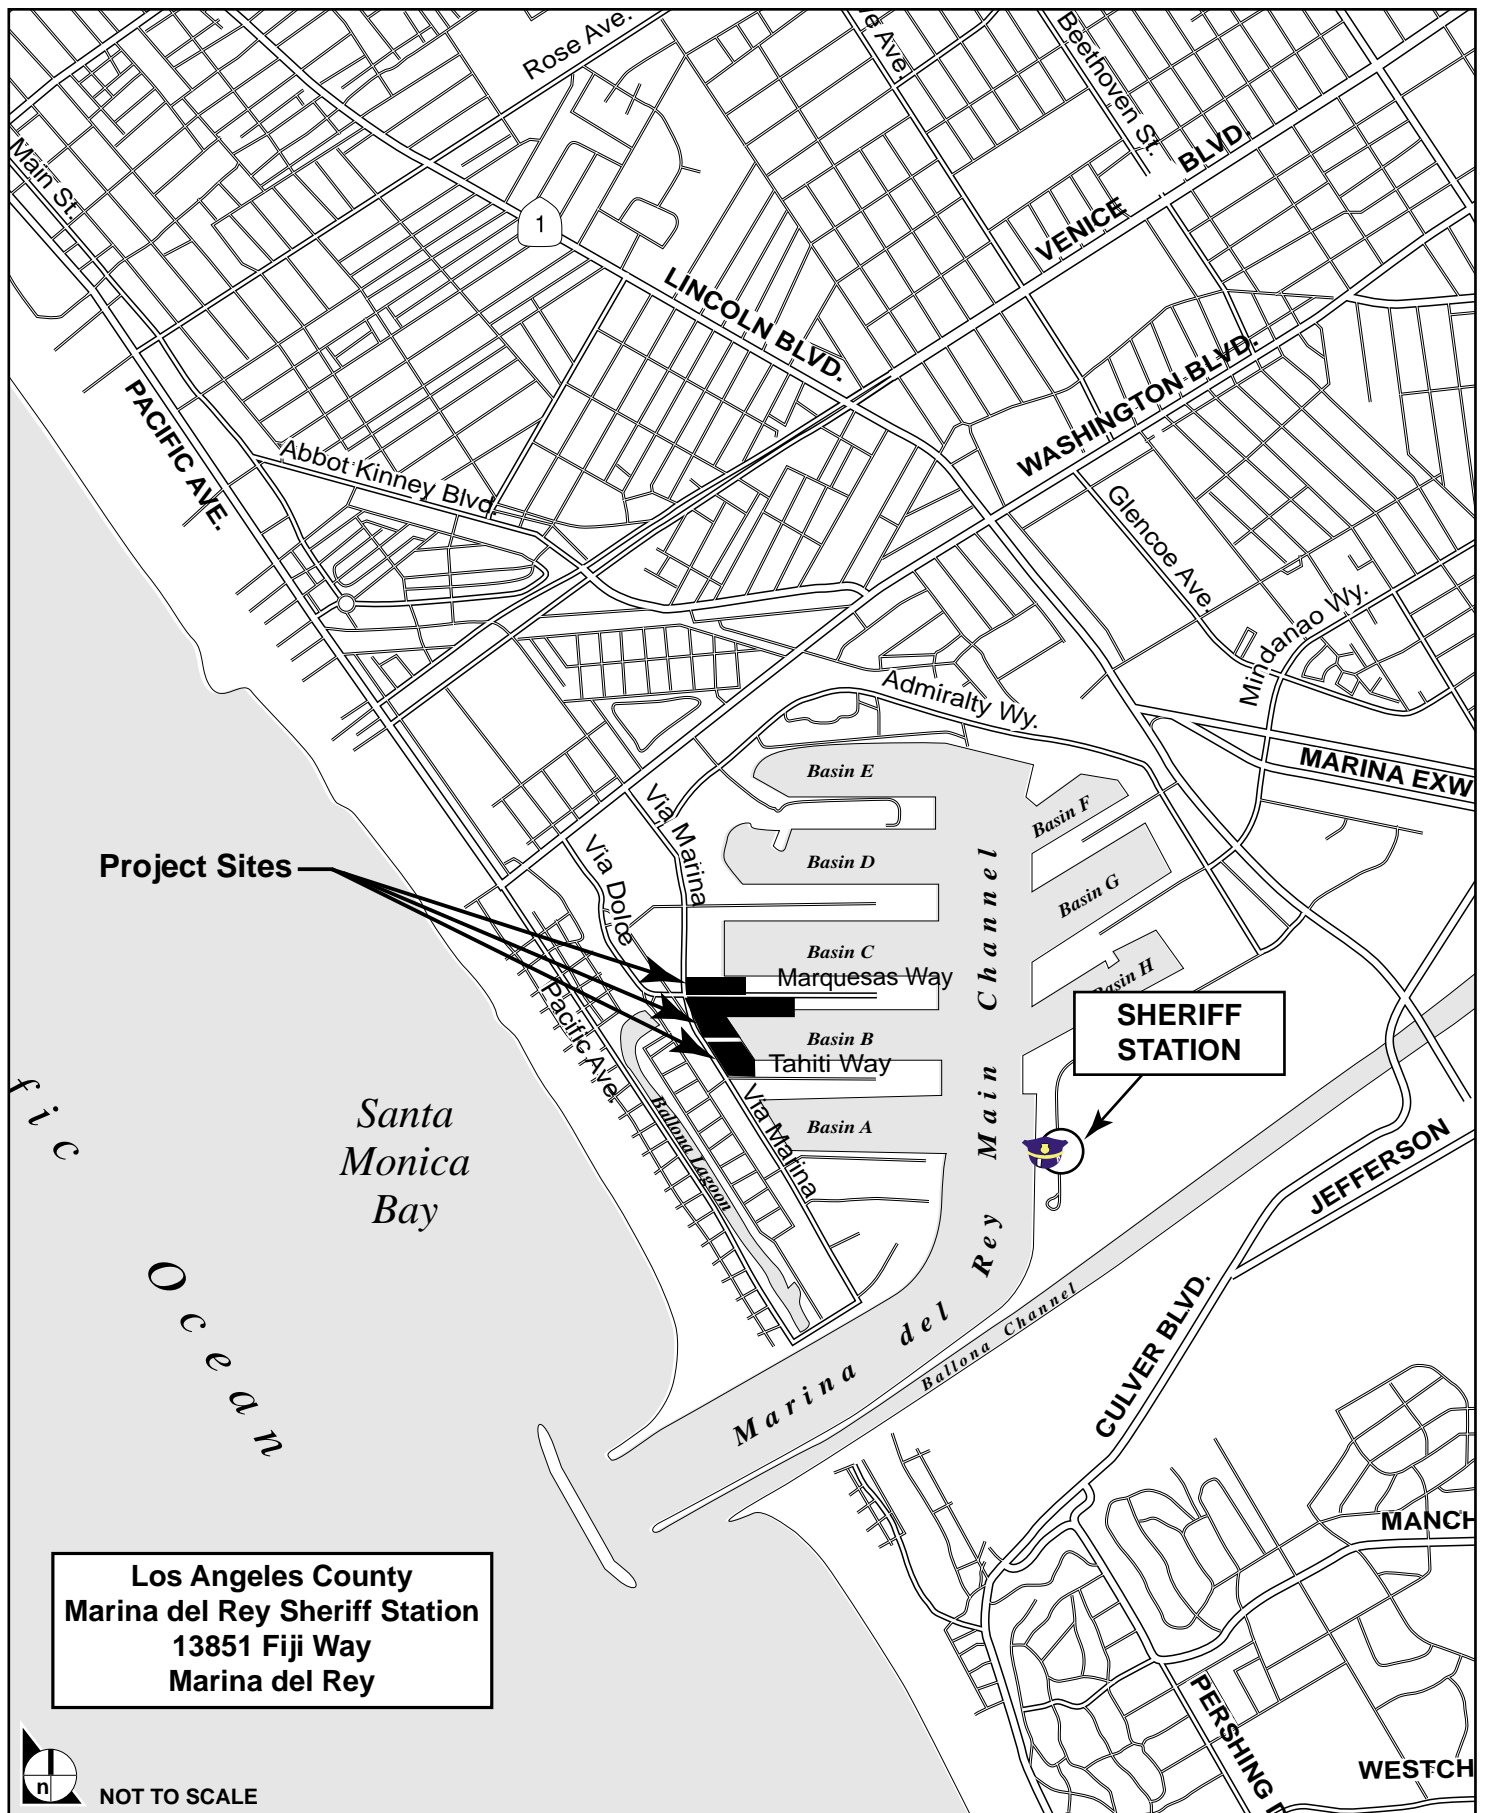 Rose Ave.
Beethoven St.
Main St.
BLVD.
VENICE
1
LINCOLN BLVD.
WASHINGTON BLVD.
PACIFIC AVE.
Abbot Kinney Blvd.
Glencoe Ave.
Mindanao Wy.
Admiralty Wy.
MARINA EXW
Basin E
Basin F
Via Marina
Basin D
Project Sites
Via Dolce
Basin G
Basin C
Marquesas Way
Basin H
Pacific Ave.
SHERIFF
STATION
Basin B
Tahiti Way
Via Marina
Basin A
Ballona Lagoon
Santa
Monica
Bay
fic
Ocean
Marina del Rey Main Channel
Ballona Channel
JEFFERSON
CULVER BLVD.
MANCH
PERSHING
WESTCH
Los Angeles County
Marina del Rey Sheriff Station
13851 Fiji Way
Marina del Rey
n
NOT TO SCALE